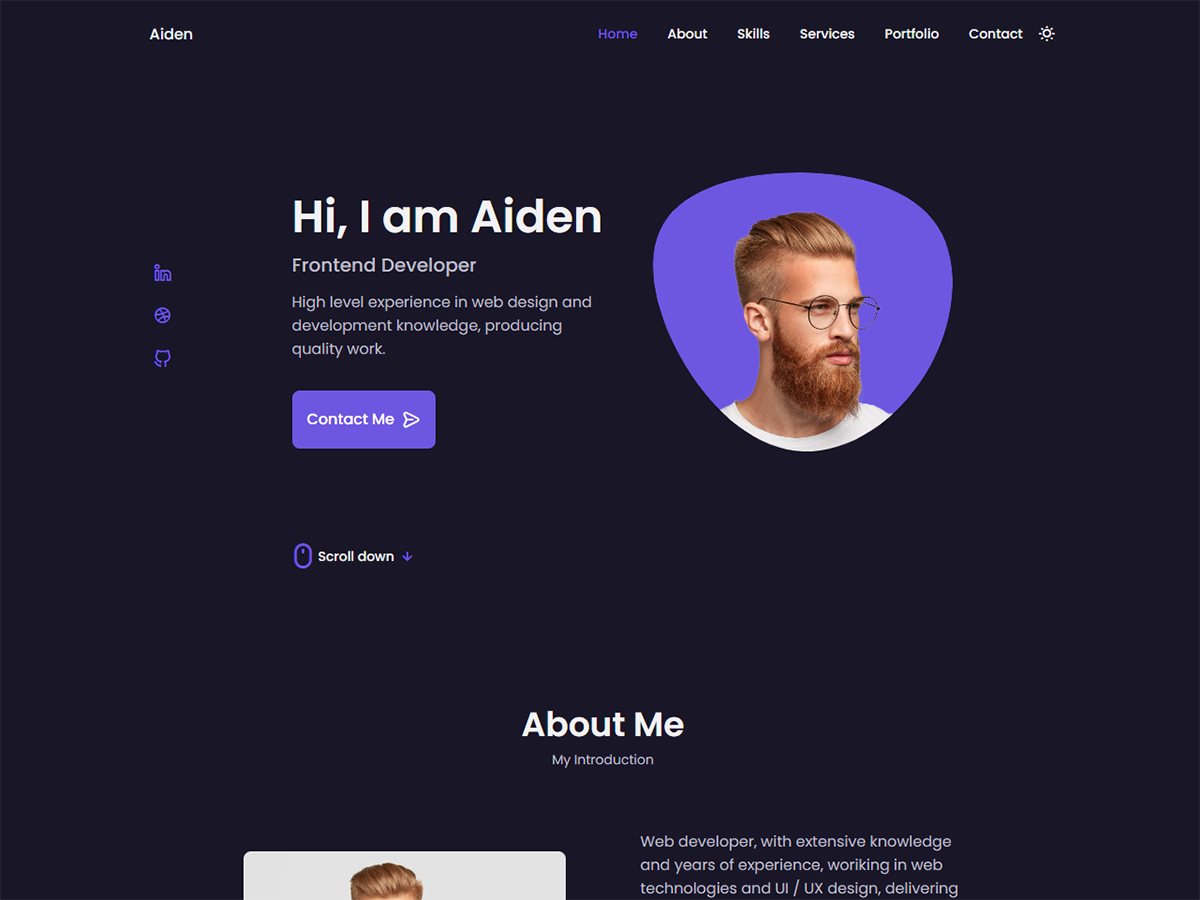 Aiden
Home About Skills Services Portfolio Contact
Hi, I am Aiden
Frontend Developer
High level experience in web design and
development knowledge, producing
quality work.
Contact Me
Scroll down
About Me
My Introduction
Web developer, with extensive knowledge
and years of experience, woriking in web
technologies and UI / UX design, delivering